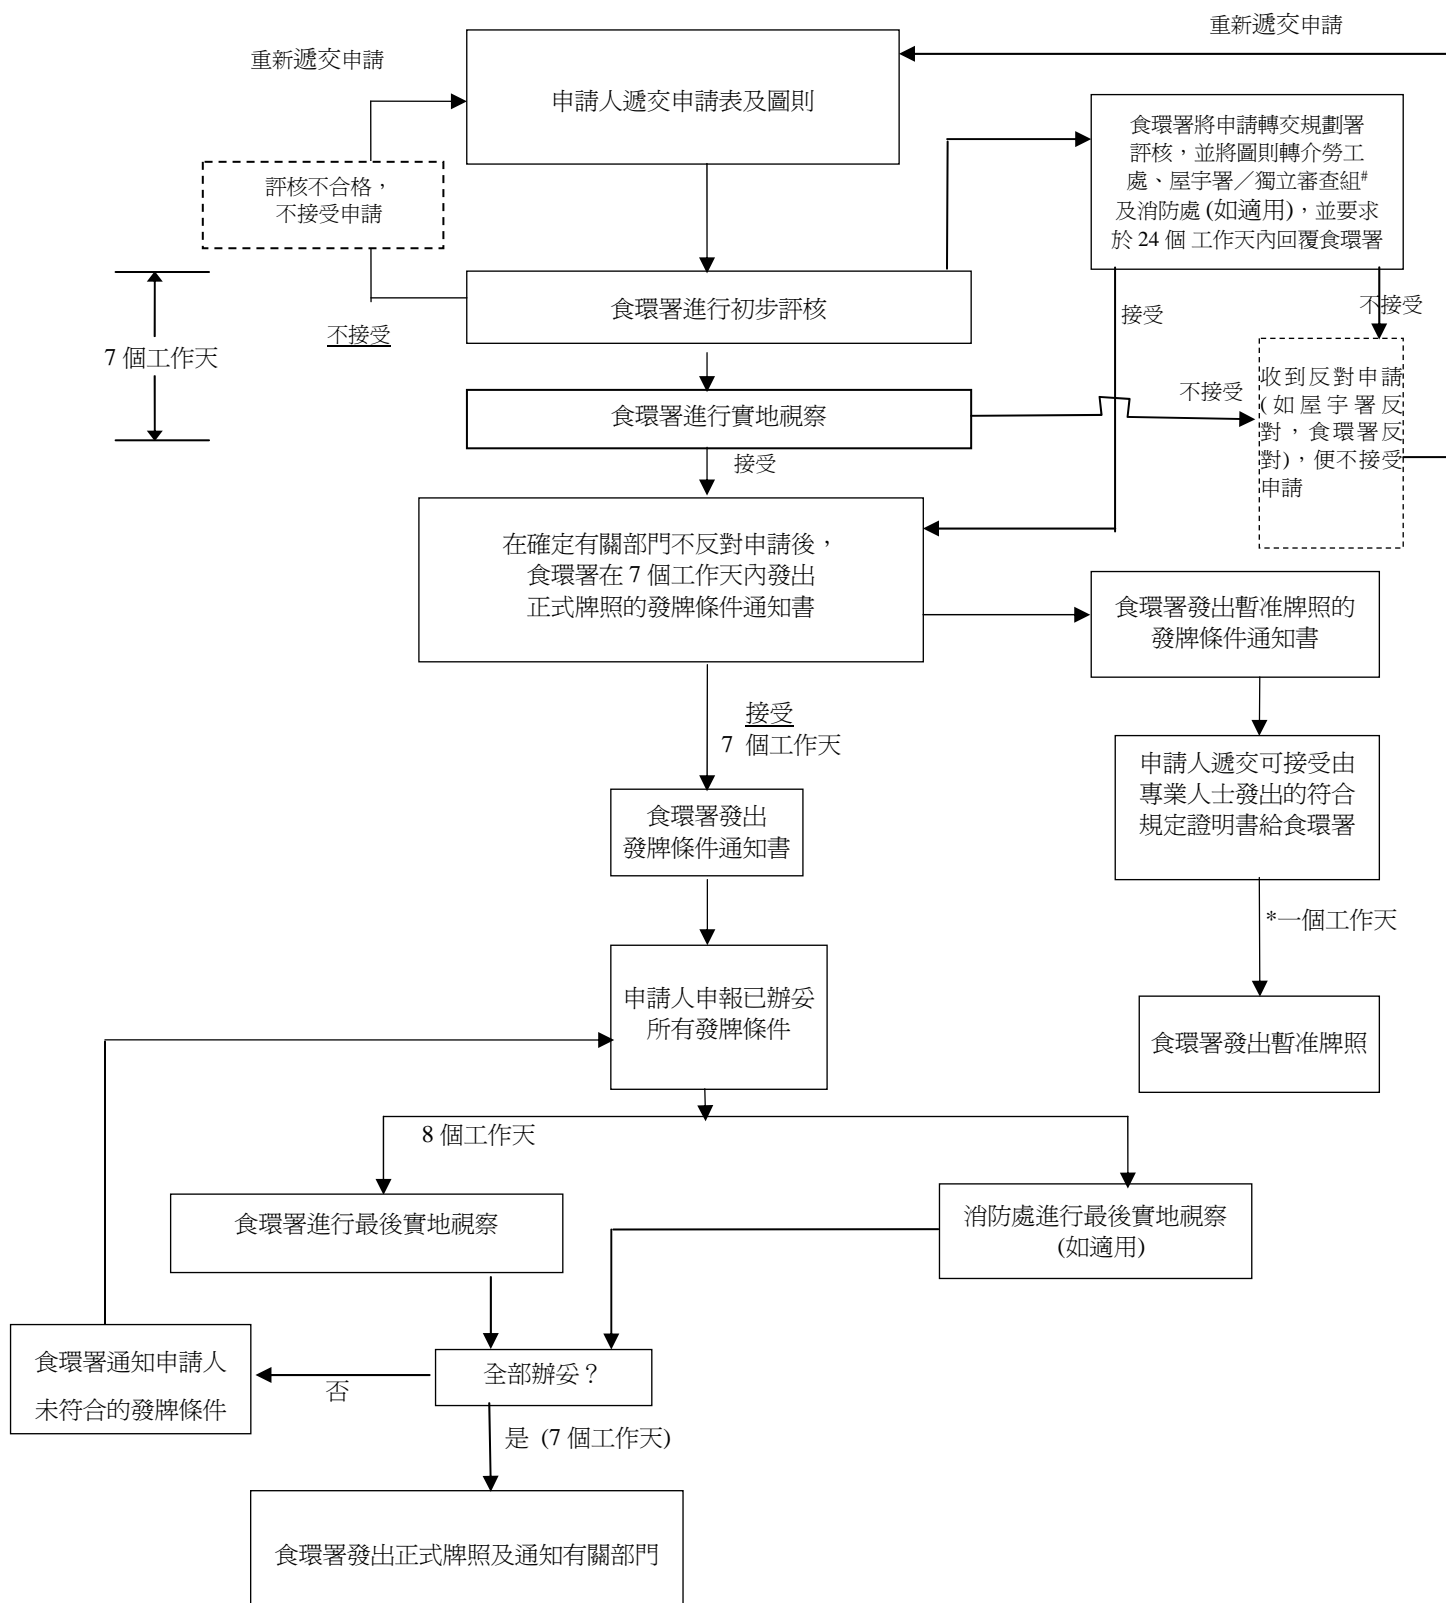 重新遞交申請
重新遞交申請
申請人遞交申請表及圖則
食環署將申請轉交規劃署
評核，並將圖則轉介勞工
處、屋宇署／獨立審查組#
及消防處 (如適用)，並要求
於 24 個 工作天內回覆食環署
評核不合格，
不接受申請
食環署進行初步評核
不接受
7 個工作天
接受
不接受
食環署進行實地視察
不接受
收到反對申請
(如屋宇署反
對，食環署反
對)，便不接受
申請
接受
在確定有關部門不反對申請後，
食環署在 7 個工作天內發出
正式牌照的發牌條件通知書
食環署發出暫准牌照的
發牌條件通知書
接受
7 個工作天
申請人遞交可接受由
專業人士發出的符合
規定證明書給食環署
食環署發出
發牌條件通知書
*一個工作天
申請人申報已辦妥
所有發牌條件
食環署發出暫准牌照
8 個工作天
食環署進行最後實地視察
消防處進行最後實地視察
(如適用)
食環署通知申請人
未符合的發牌條件
否
全部辦妥？
是 (7 個工作天)
食環署發出正式牌照及通知有關部門